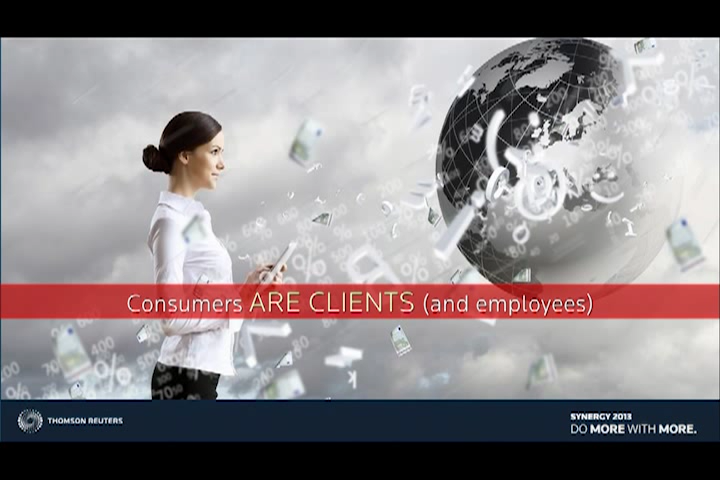 Consumers ARE CLIENTS (and employees)
THOMSON REUTERS
SYNERGY 2013
DO MORE WITH MORE.